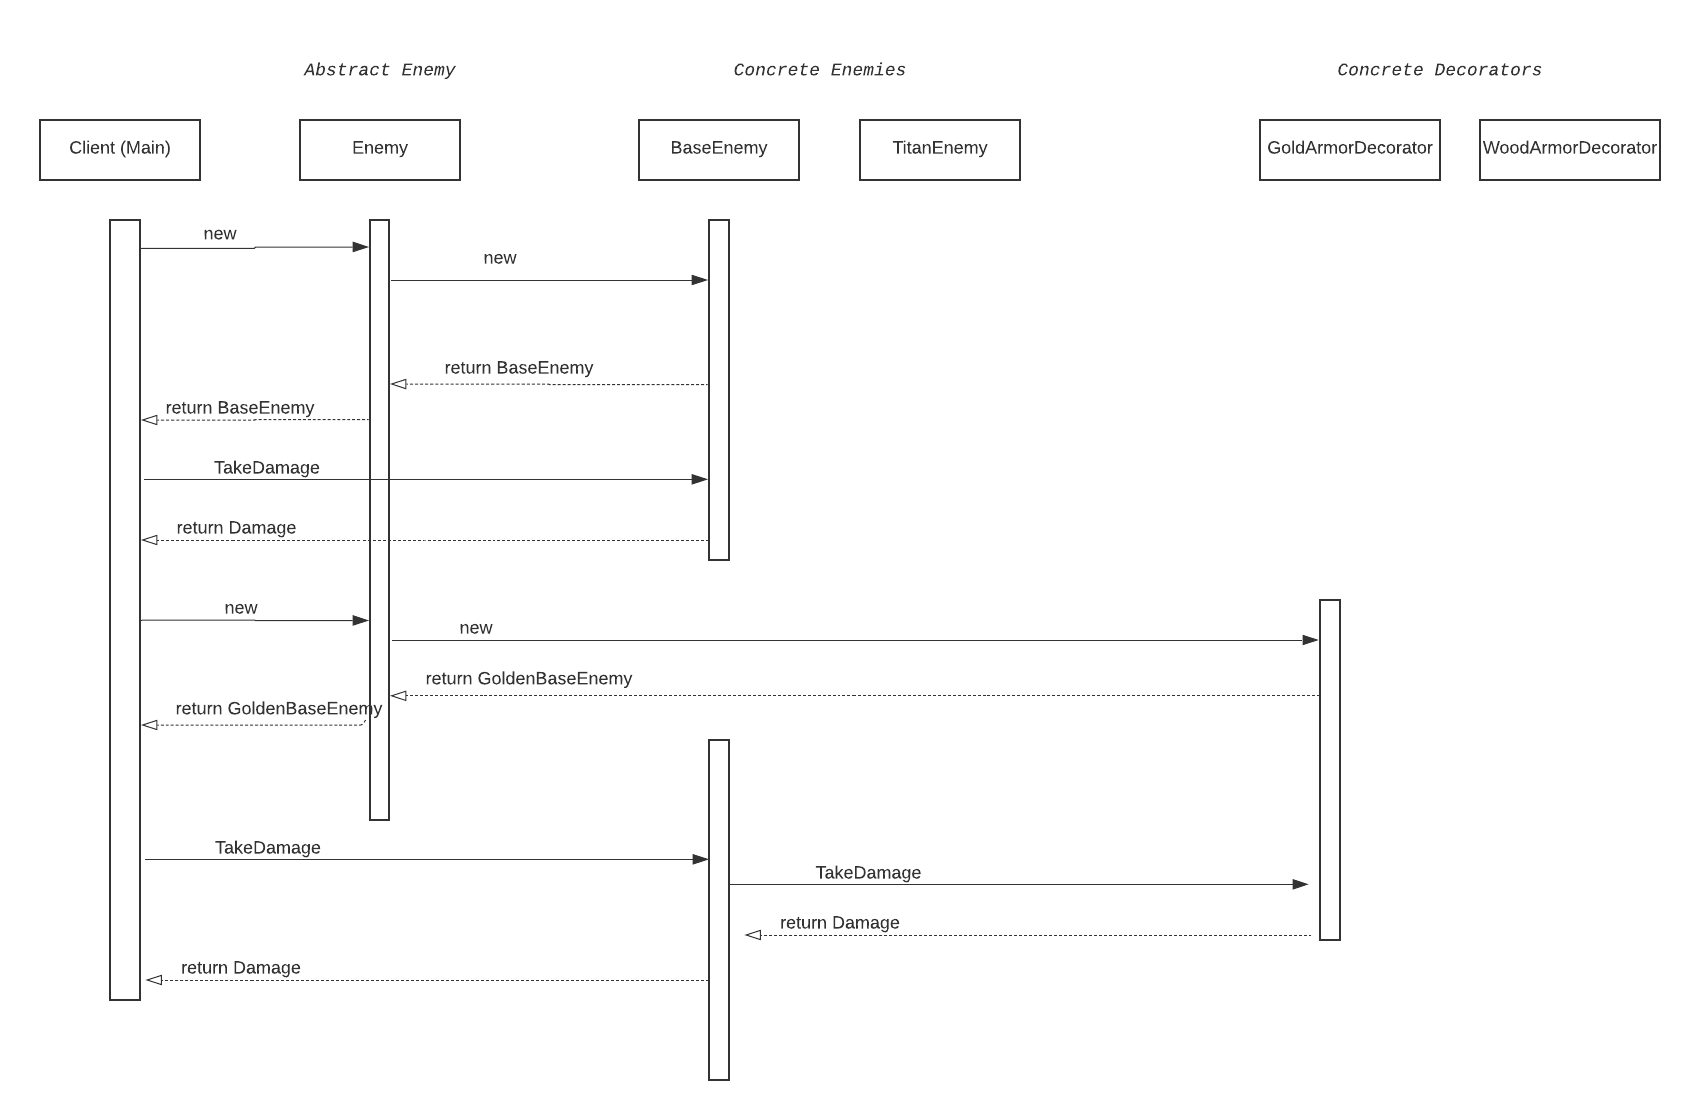 Abstract Enemy
Concrete Enemies
Concrete Decorators
Client (Main)
Enemy
BaseEnemy
TitanEnemy
GoldArmorDecorator
WoodArmorDecorator
new
new
return BaseEnemy
return BaseEnemy
TakeDamage
return Damage
new
new
return GoldenBaseEnemy
return GoldenBaseEnemy
TakeDamage
TakeDamage
return Damage
return Damage